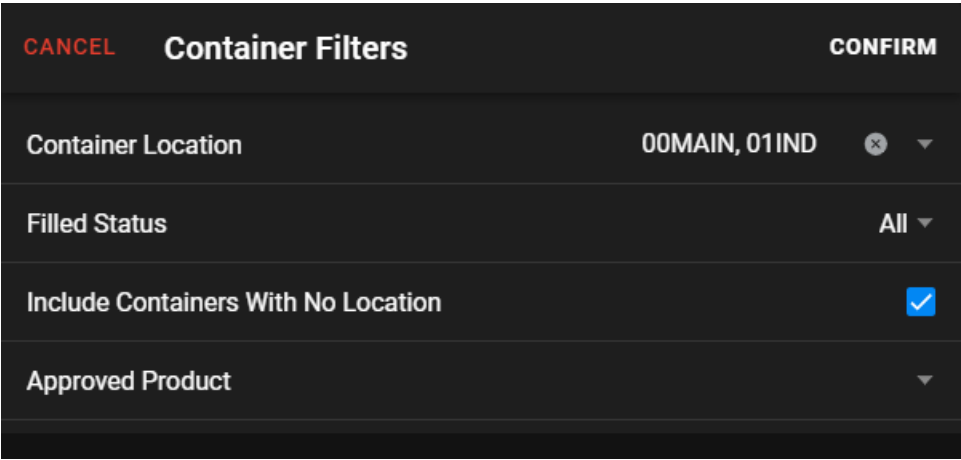 CANCEL Container Filters CONFIRM
Container Location 00MAIN, 01IND
Filled Status All
Include Containers With No Location
Approved Product